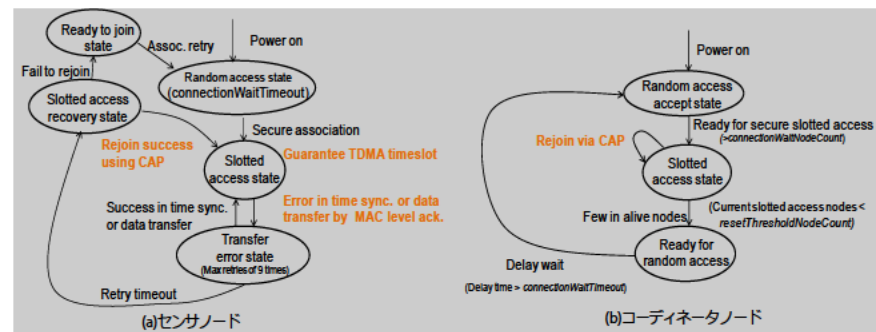 Ready to join
state
Assoc. retry
Power on
Fail to rejoin
Random access state
(connectionWaitTimeout)
Slotted access
recovery state
Secure association
Rejoin success
using CAP
Guarantee TDMA timeslot
Slotted
access state
Success in time sync.
or data transfer
Error in time sync. or data
transfer by MAC level ack.
Transfer
error state
(Max retries of 9 times)
Retry timeout
(a)センサノード
Power on
Random access
accept state
Ready for secure slotted access
(>connectionWaitNodeCount)
Rejoin via CAP
Slotted
access state
Few in alive nodes
(Current slotted access nodes <
resetThresholdNodeCount)
Ready for
random access
Delay wait
(Delay time > connectionWaitTimeout)
(b)コーディネータノード